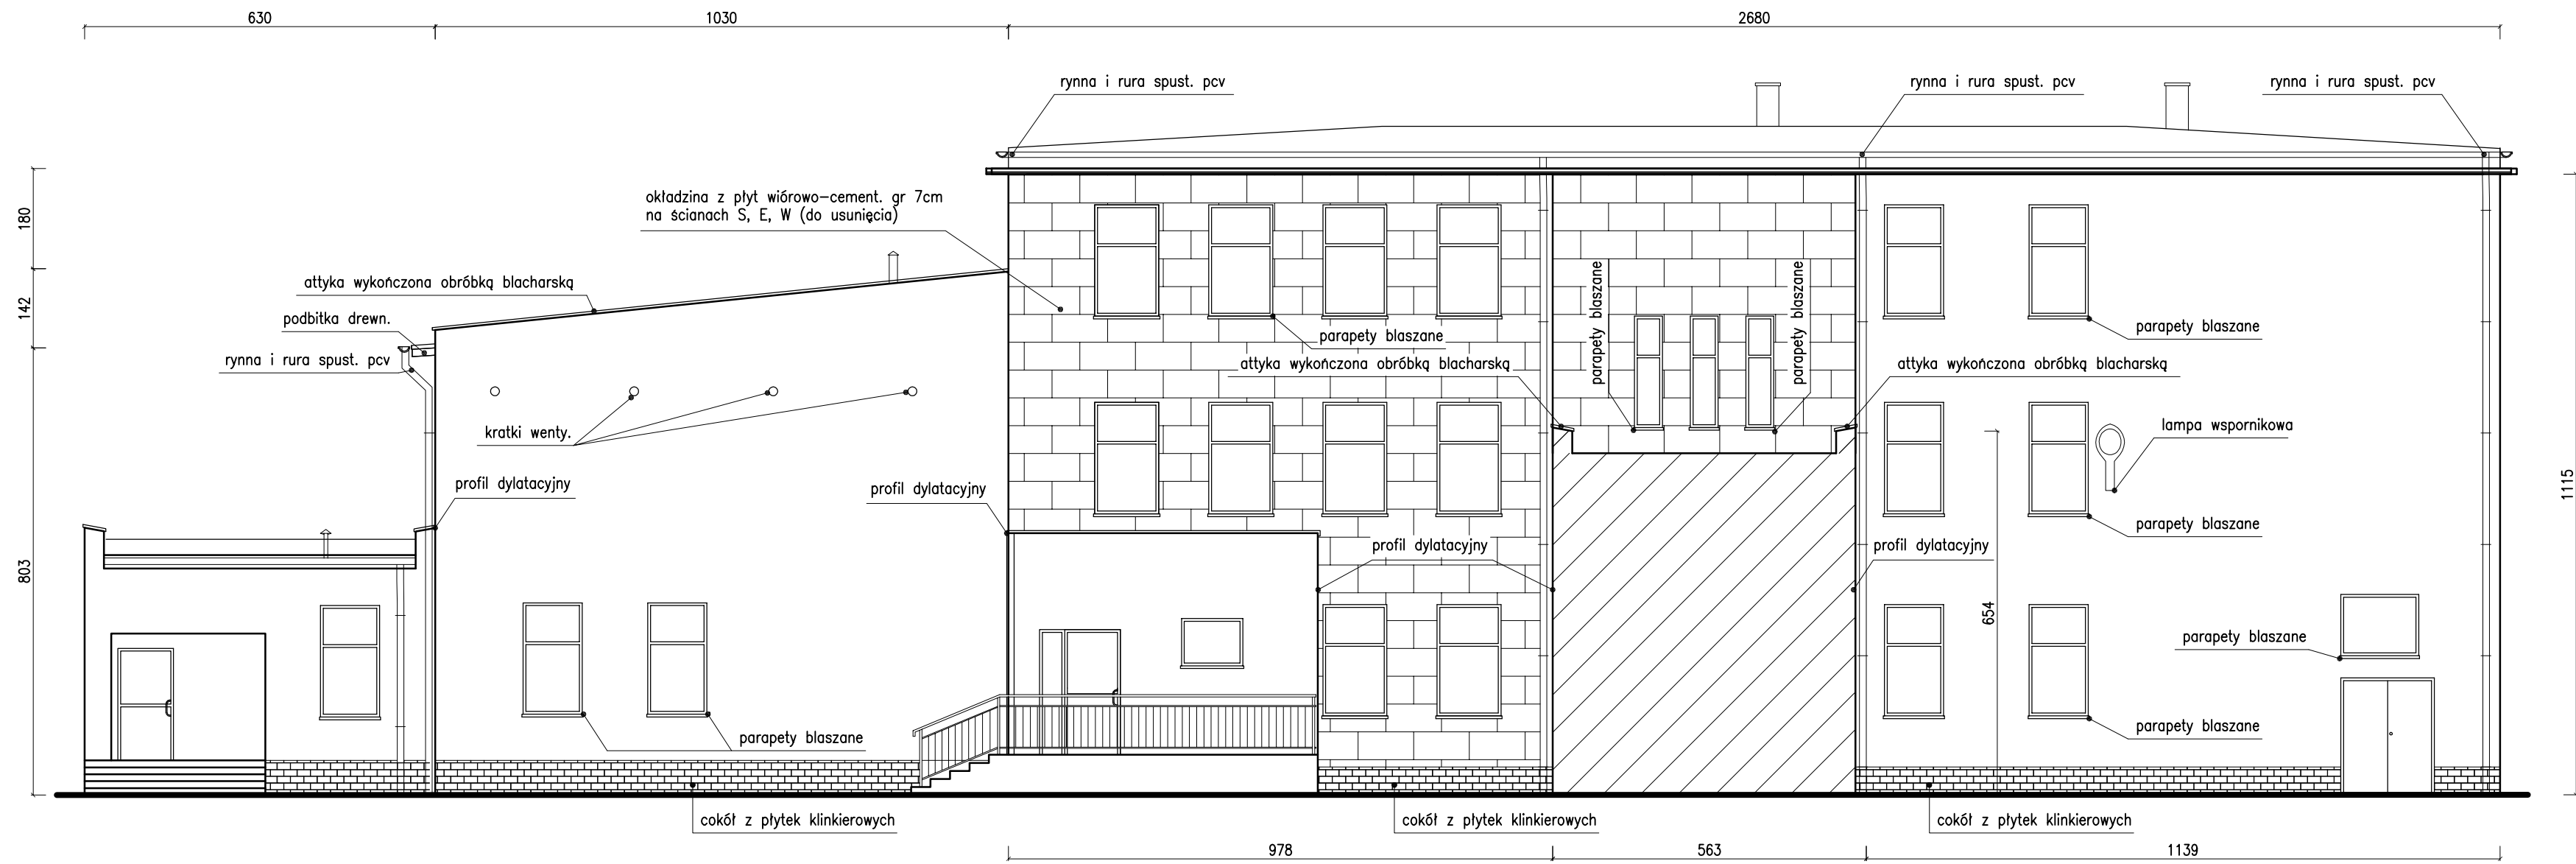 630
1030
2680
rynna i rura spust. pcv
rynna i rura spust. pcv
rynna i rura spust. pcv
okładzina z płyt wiórowo-cement. gr 7cm
na ścianach S, E, W (do usunięcia)
180
142
803
attyka wykończona obróbką blacharską
podbitka drewn.
rynna i rura spust. pcv
kratki wenty.
profil dylatacyjny
profil dylatacyjny
parapety blaszane
attyka wykończona obróbką blacharską
parapety blaszane
parapety blaszane
parapety blaszane
attyka wykończona obróbką blacharską
lampa wspornikowa
parapety blaszane
profil dylatacyjny
profil dylatacyjny
654
1115
parapety blaszane
parapety blaszane
parapety blaszane
cokół z płytek klinkierowych
cokół z płytek klinkierowych
cokół z płytek klinkierowych
978
563
1139